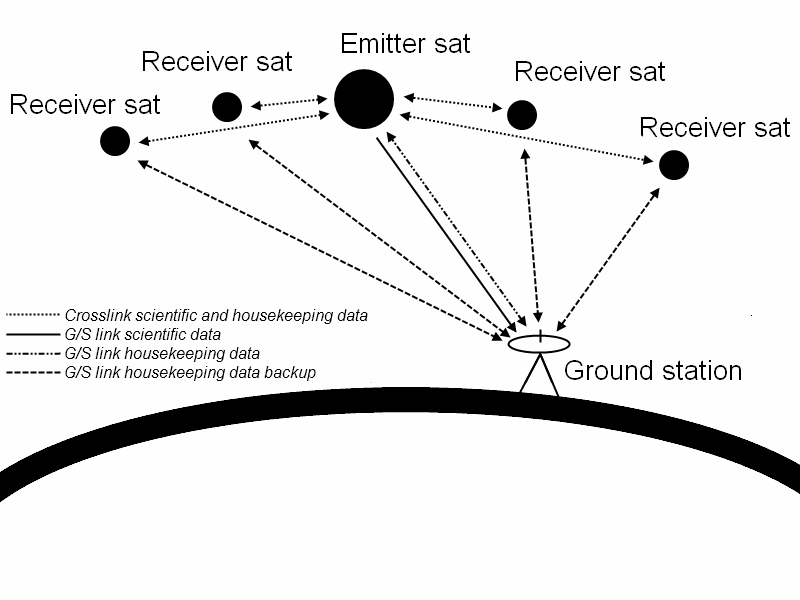 Emitter sat
Receiver sat
Receiver sat
Receiver sat
Receiver sat
Crosslink scientific and housekeeping data
G/S link scientific data
G/S link housekeeping data
G/S link housekeeping data backup
Ground station